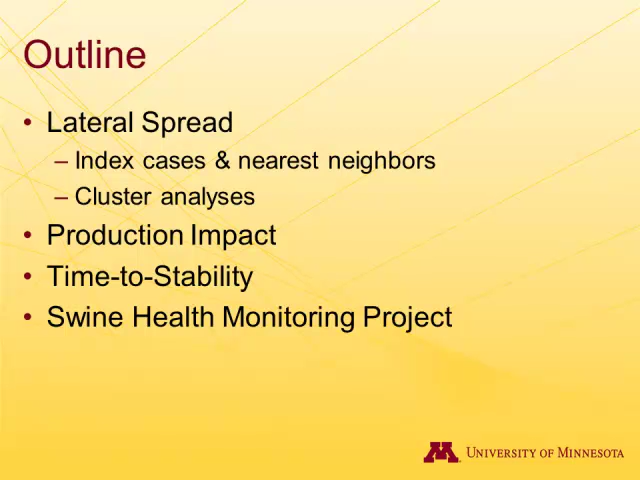 Outline
• Lateral Spread
– Index cases & nearest neighbors
– Cluster analyses
• Production Impact
• Time-to-Stability
• Swine Health Monitoring Project
M University of Minnesota